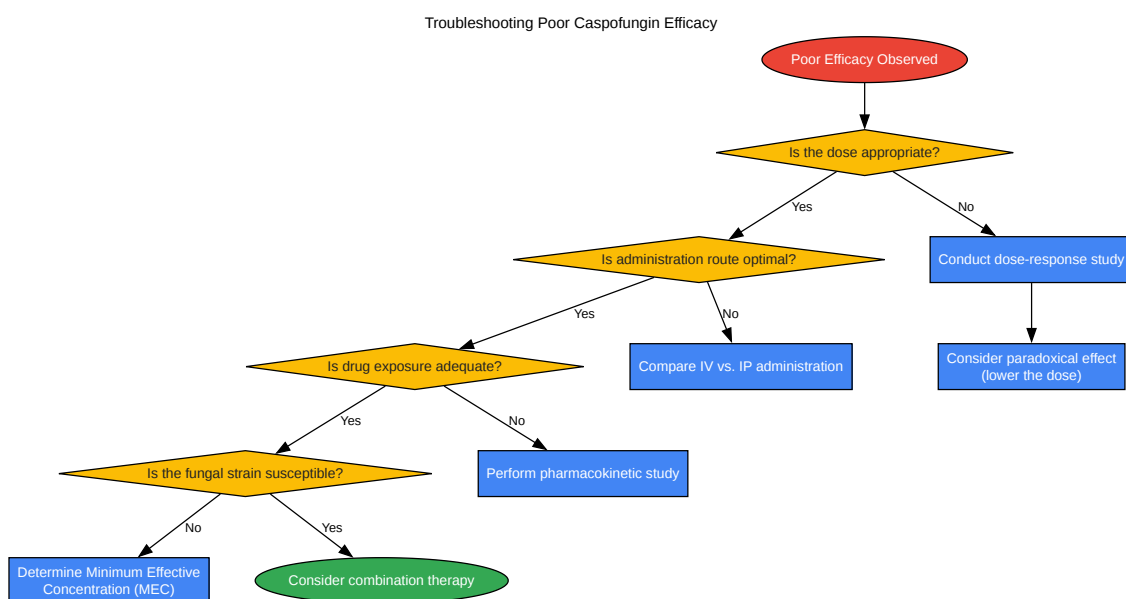 Troubleshooting Poor Caspofungin Efficacy
Poor Efficacy Observed
Is the dose appropriate?
Yes
No
Is administration route optimal?
Conduct dose-response study
Yes
No
Is drug exposure adequate?
Compare IV vs. IP administration
Consider paradoxical effect
(lower the dose)
Yes
No
Is the fungal strain susceptible?
Perform pharmacokinetic study
No
Yes
Determine Minimum Effective
Concentration (MEC)
Consider combination therapy